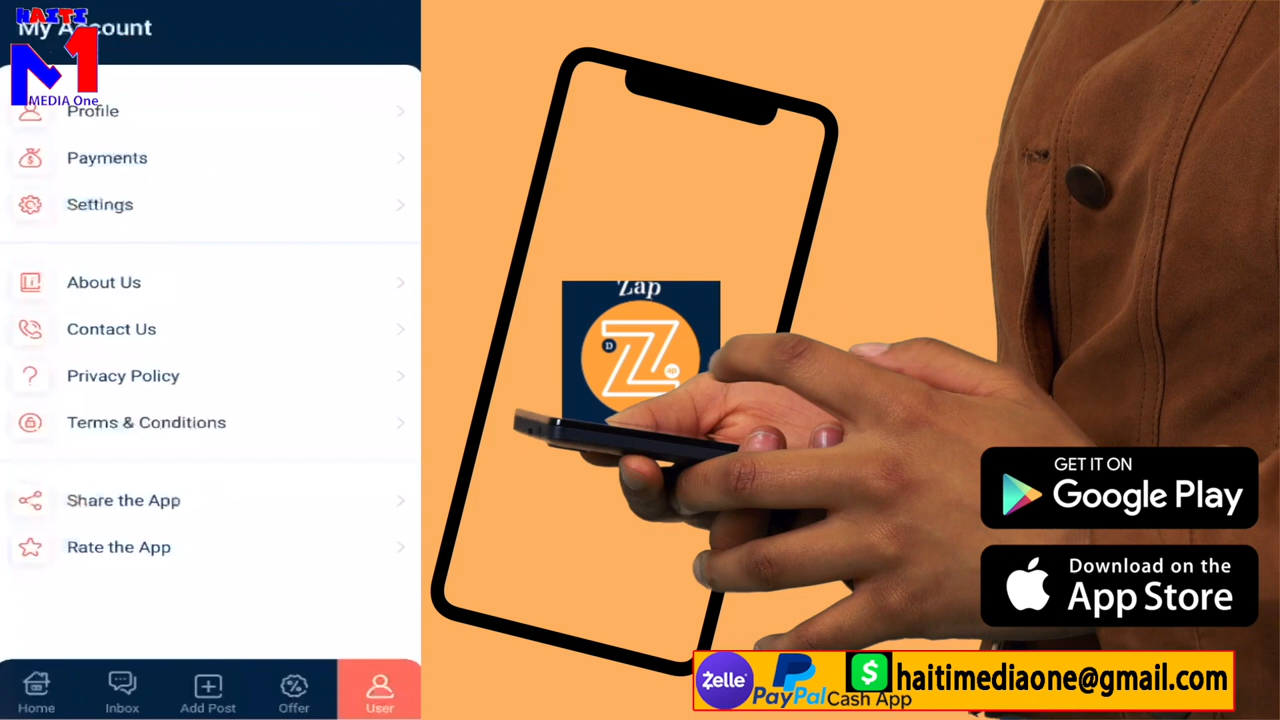 HAITI
My Account
M1
MEDIA One
Profile
Payments
Settings
About Us
Contact Us
Privacy Policy
Terms & Conditions
Share the App
Rate the App
Home
Inbox
Add Post
Offer
User
Zap
D
Z
ap
GET IT ON
Google Play
Download on the
App Store
Zelle
PayPal
$
Cash App
haitimediaone@gmail.com